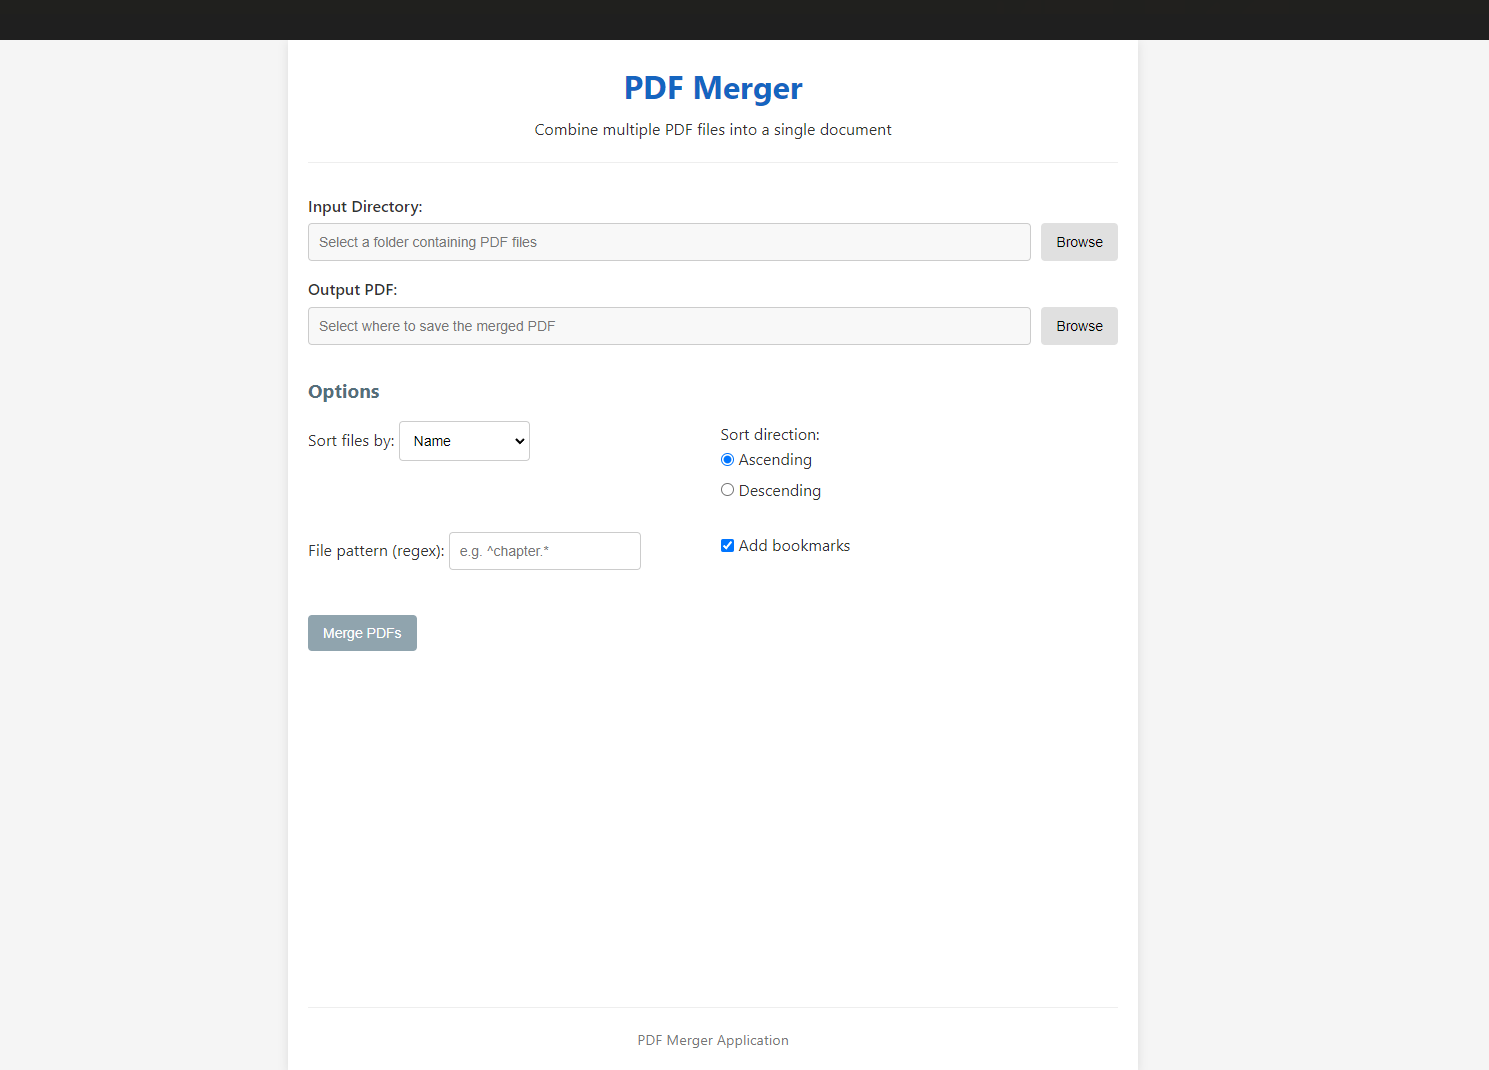 PDF Merger
Combine multiple PDF files into a single document
Input Directory:
Select a folder containing PDF files
Browse
Output PDF:
Select where to save the merged PDF
Browse
Options
Sort files by: Name
Sort direction:
Ascending
Descending
File pattern (regex): e.g. ^chapter.*
Add bookmarks
Merge PDFs
PDF Merger Application